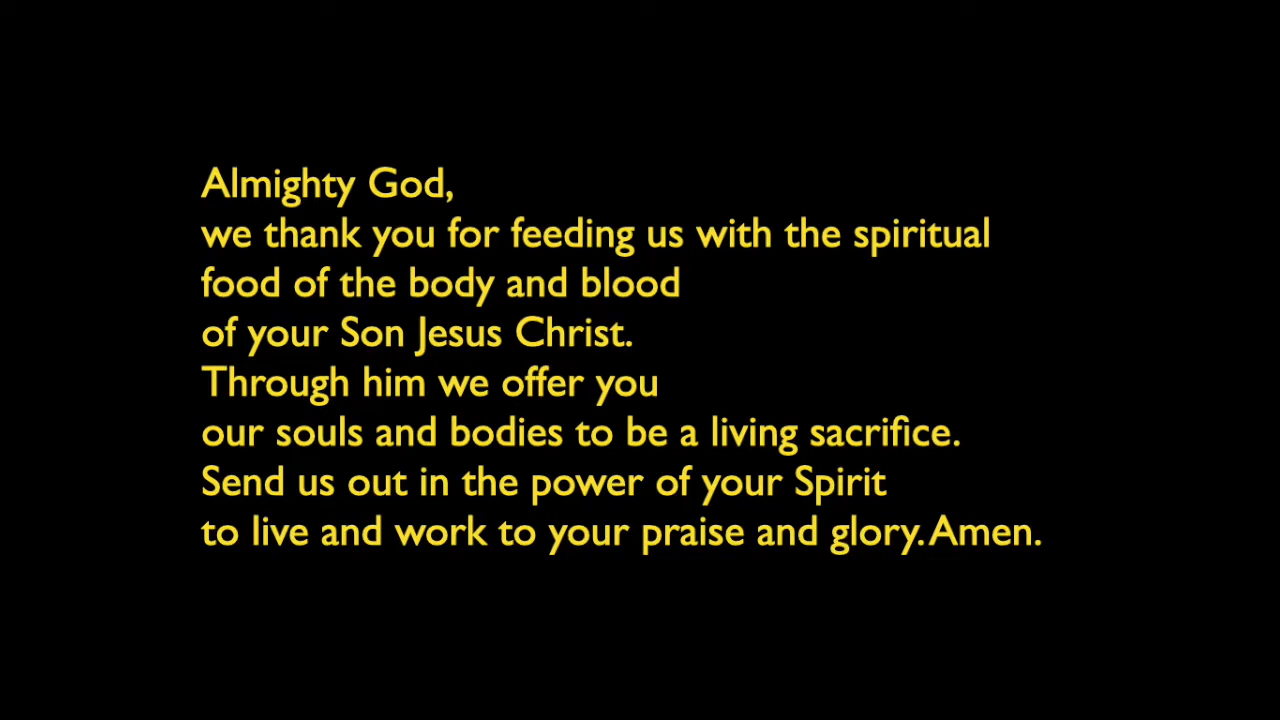 Almighty God,
we thank you for feeding us with the spiritual
food of the body and blood
of your Son Jesus Christ.
Through him we offer you
our souls and bodies to be a living sacrifice.
Send us out in the power of your Spirit
to live and work to your praise and glory. Amen.